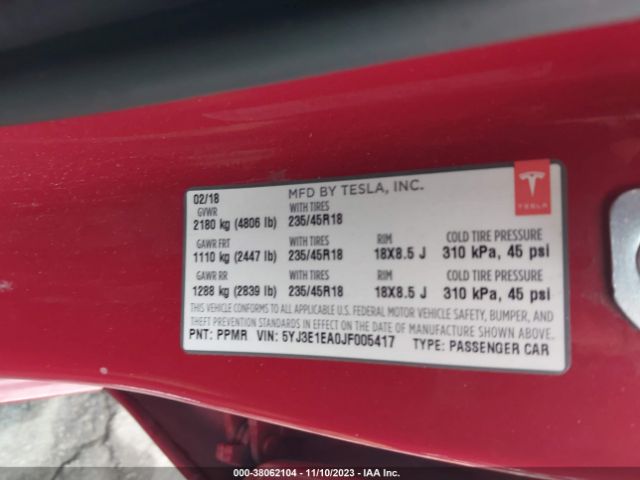 02/18 MFD BY TESLA, INC.
GVWR WITH TIRES
2180 kg (4806 lb) 235/45R18
GAWR FRT WITH TIRES RIM COLD TIRE PRESSURE
1110 kg (2447 lb) 235/45R18 18X8.5 J 310 kPa, 45 psi
GAWR RR WITH TIRES RIM COLD TIRE PRESSURE
1288 kg (2839 lb) 235/45R18 18X8.5 J 310 kPa, 45 psi
THIS VEHICLE CONFORMS TO ALL APPLICABLE U.S. FEDERAL MOTOR VEHICLE SAFETY, BUMPER, AND
THEFT PREVENTION STANDARDS IN EFFECT ON THE DATE OF MANUFACTURE SHOWN ABOVE.
PNT: PPMR VIN: 5YJ3E1EA0JF005417 TYPE: PASSENGER CAR
TESLA
000-38062104 - 11/10/2023 - IAA Inc.